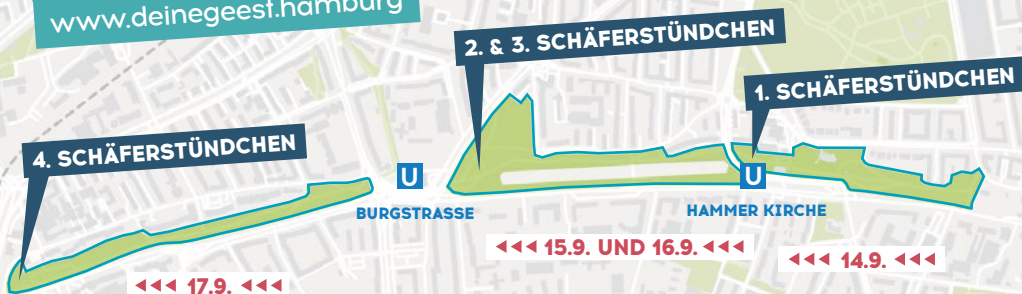 www.deinegeest.hamburg
2. & 3. SCHÄFERSTÜNDCHEN
1. SCHÄFERSTÜNDCHEN
4. SCHÄFERSTÜNDCHEN
U
BURGSTRASSE
U
HAMMER KIRCHE
◄◄◄ 15.9. UND 16.9. ◄◄◄
◄◄◄ 14.9. ◄◄◄
◄◄◄ 17.9. ◄◄◄